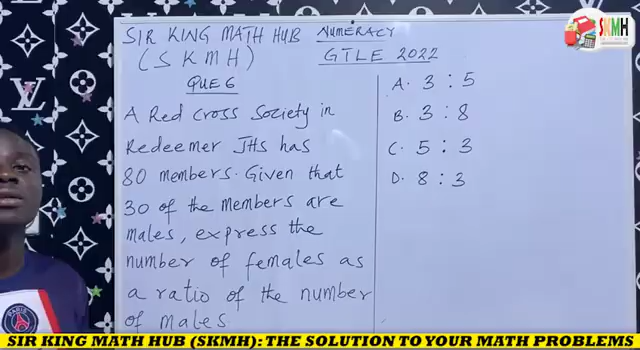 SIR KING MATH HUB NUMERACY
(SKMH) GTLE 2022
QUE 6
A Red Cross Society in
Redeemer JHS has
80 members. Given that
30 of the members are
males, express the
number of females as
a ratio of the number
of males
A. 3 : 5
B. 3 : 8
C. 5 : 3
D. 8 : 3
SKMH
PARIS
SIR KING MATH HUB (SKMH): THE SOLUTION TO YOUR MATH PROBLEMS